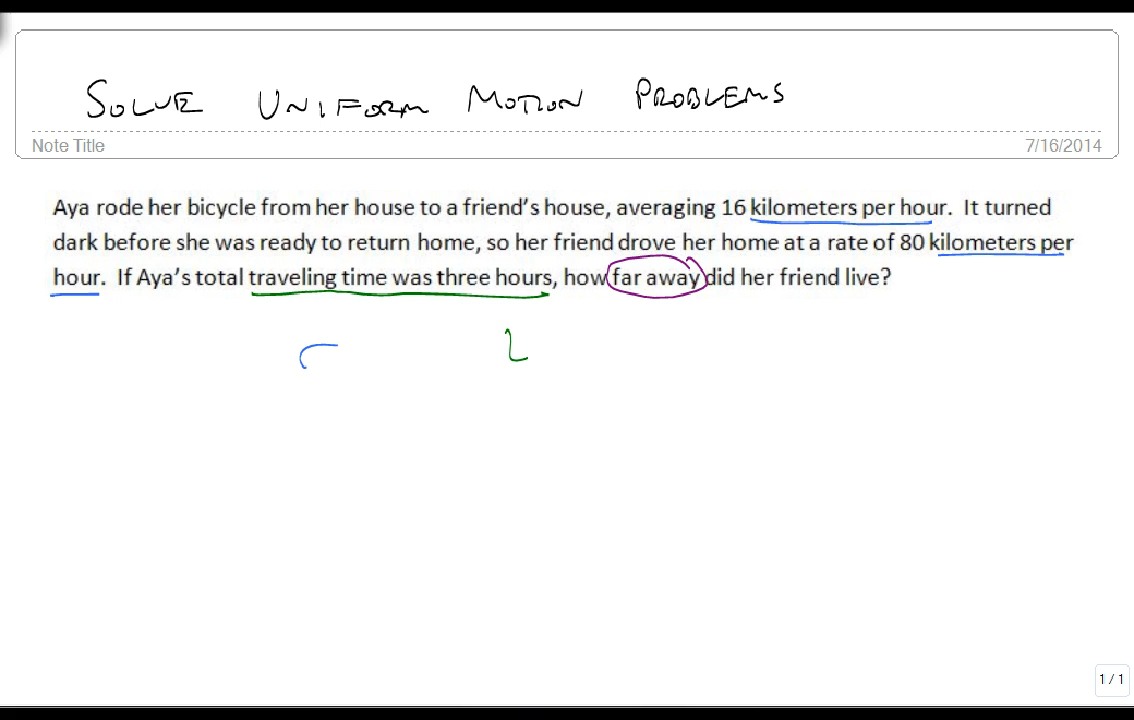 SOLVE UNIFORM MOTION PROBLEMS
Note Title
7/16/2014
Aya rode her bicycle from her house to a friend's house, averaging 16 kilometers per hour. It turned
dark before she was ready to return home, so her friend drove her home at a rate of 80 kilometers per
hour. If Aya's total traveling time was three hours, how far away did her friend live?
1 / 1